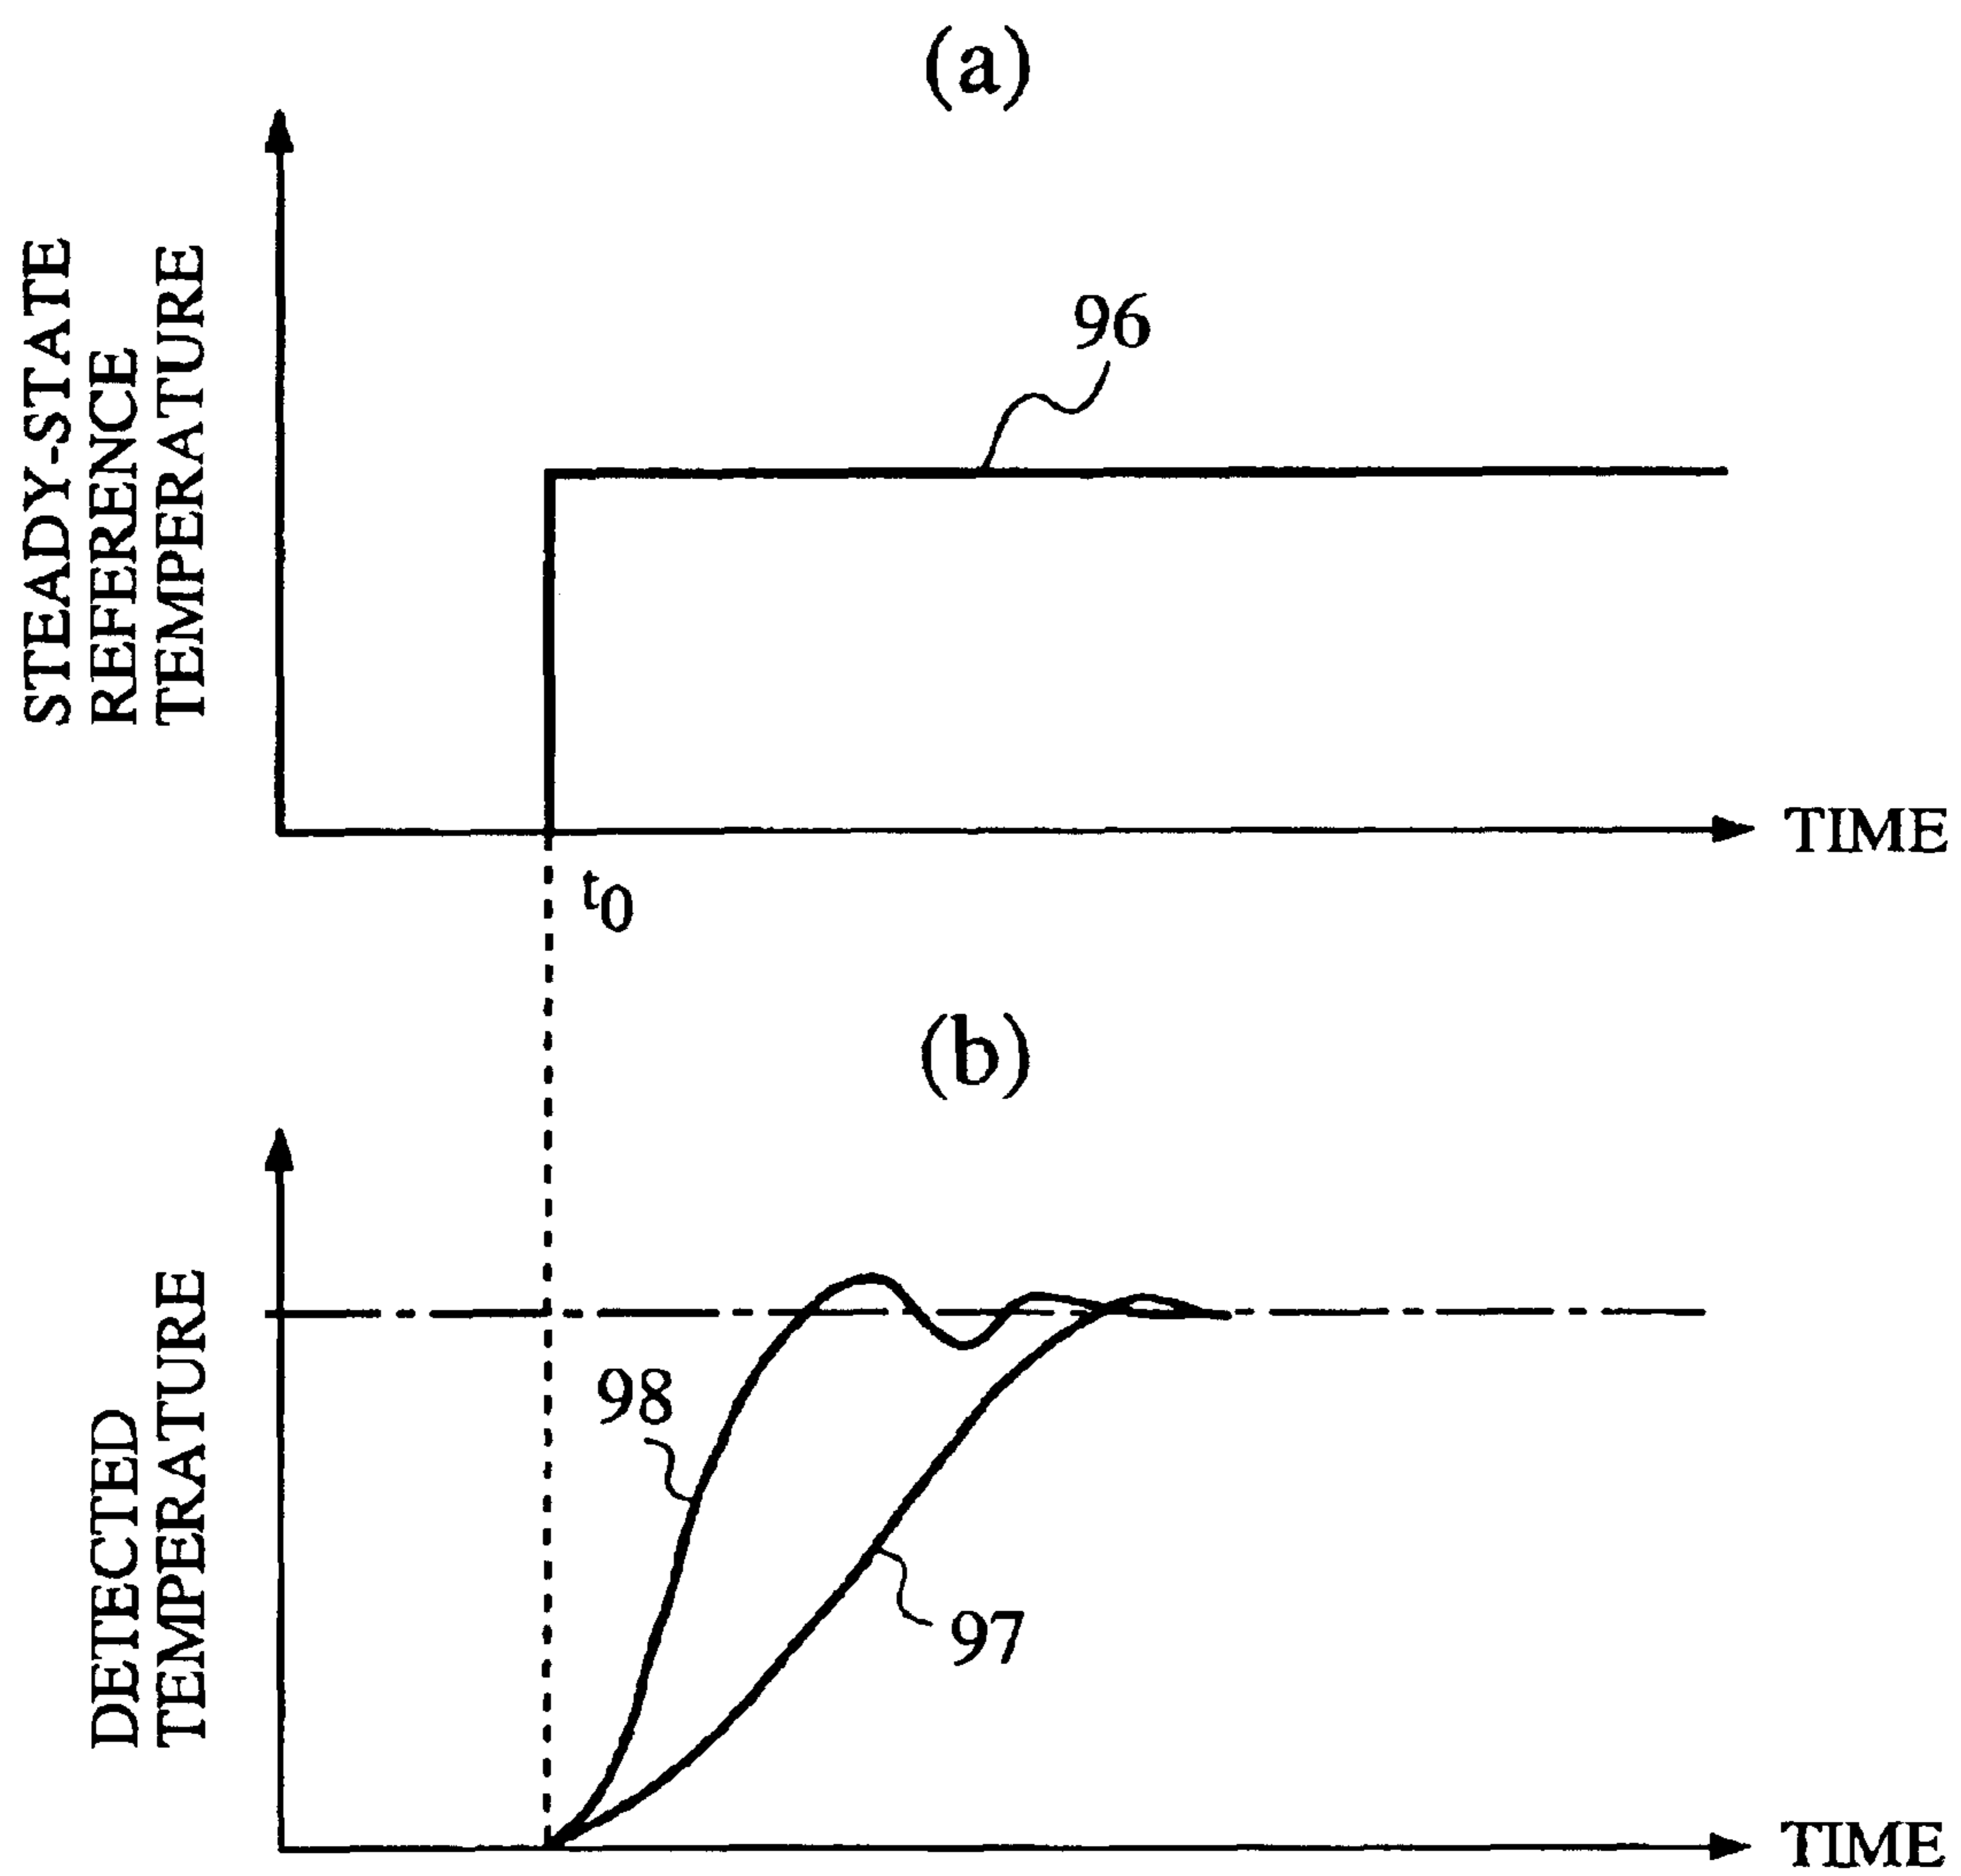 (a)
STEADY-STATE
REFERENCE
TEMPERATURE
96
TIME
t0
(b)
DETECTED
TEMPERATURE
98
97
TIME